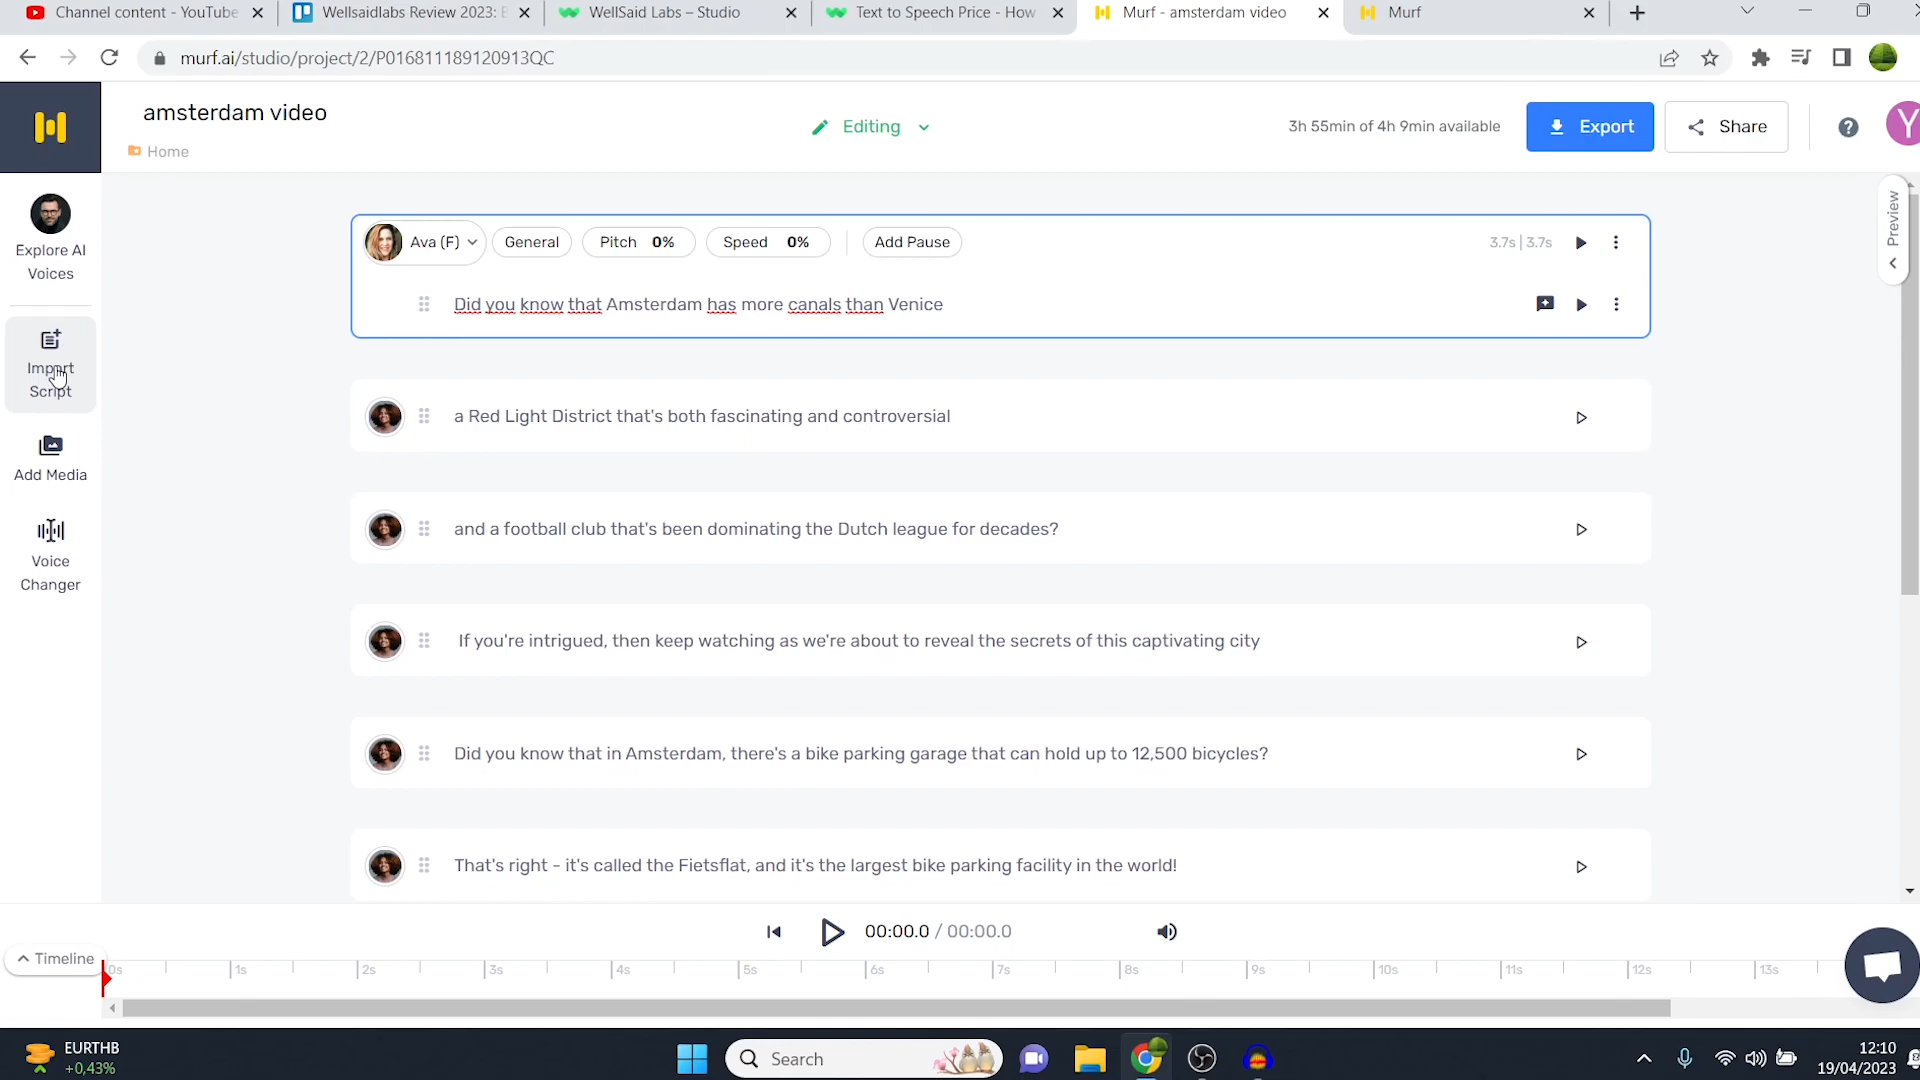 Channel content - YouTube
Wellsaidlabs Review 2023:
WellSaid Labs – Studio
Text to Speech Price - How
Murf - amsterdam video
Murf
murf.ai/studio/project/2/P016811189120913QC
amsterdam video
Home
Editing
3h 55min of 4h 9min available
Export
Share
Y
Explore AI
Voices
Import
Script
Add Media
Voice
Changer
Preview
Ava (F)
General
Pitch 0%
Speed 0%
Add Pause
3.7s | 3.7s
Did you know that Amsterdam has more canals than Venice
a Red Light District that's both fascinating and controversial
and a football club that's been dominating the Dutch league for decades?
If you're intrigued, then keep watching as we're about to reveal the secrets of this captivating city
Did you know that in Amsterdam, there's a bike parking garage that can hold up to 12,500 bicycles?
That's right - it's called the Fietsflat, and it's the largest bike parking facility in the world!
00:00.0 / 00:00.0
Timeline
0s 1s 2s 3s 4s 5s 6s 7s 8s 9s 10s 11s 12s 13s
EURTHB
+0,43%
Search
12:10
19/04/2023